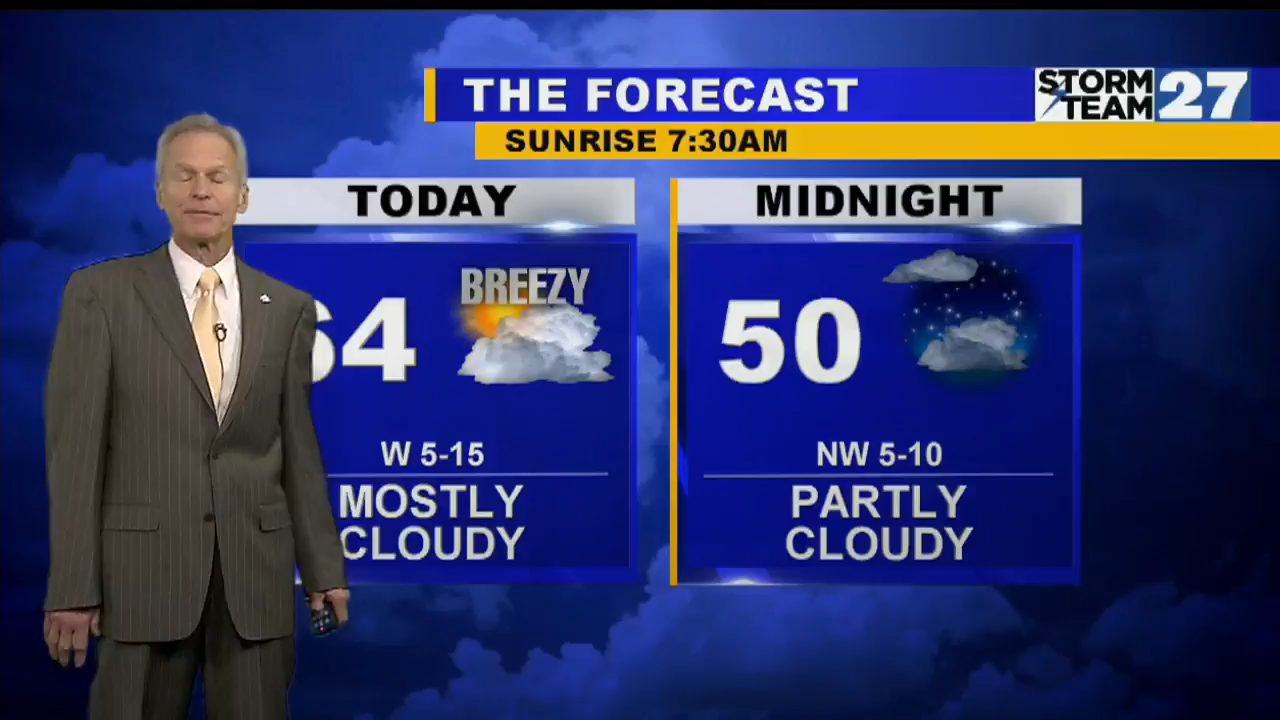 THE FORECAST
STORM TEAM 27
SUNRISE 7:30AM
TODAY
BREEZY
64
W 5-15
MOSTLY
CLOUDY
MIDNIGHT
50
NW 5-10
PARTLY
CLOUDY